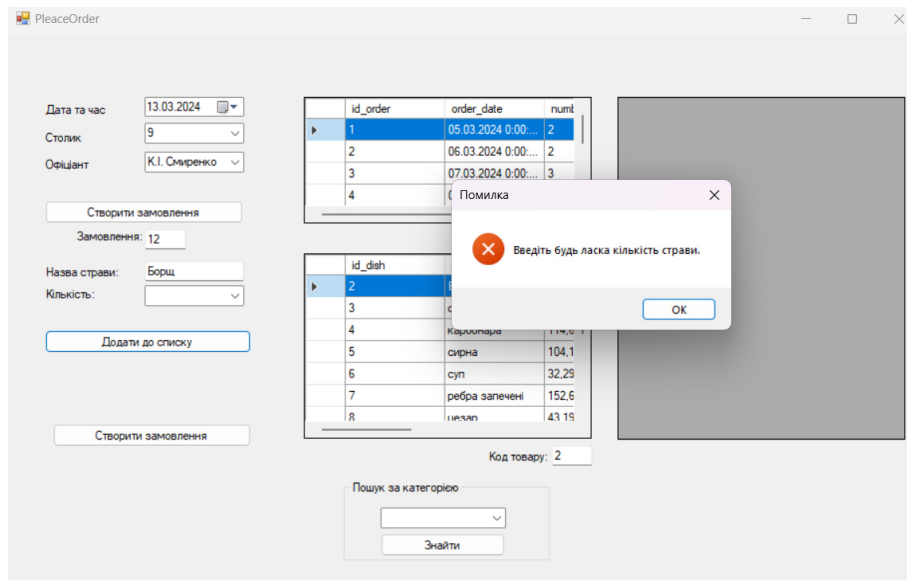 PleaceOrder
Дата та час
13.03.2024
Столик
9
Офіціант
К.І. Смиренко
Створити замовлення
Замовлення:
12
Назва страви:
Борщ
Кількість:
Додати до списку
Створити замовлення
id_order order_date
1 05.03.2024 0:00:... 2
2 06.03.2024 0:00:... 2
3 07.03.2024 0:00:... 3
4
Помилка
Введіть будь ласка кількість страви.
OK
id_dish
2
3
4 карбонара
5 сирна 104,1
6 суп 32,29
7 ребра запечені 152,6
8 цезар 43,19
Код товару: 2
Пошук за категорією
Знайти